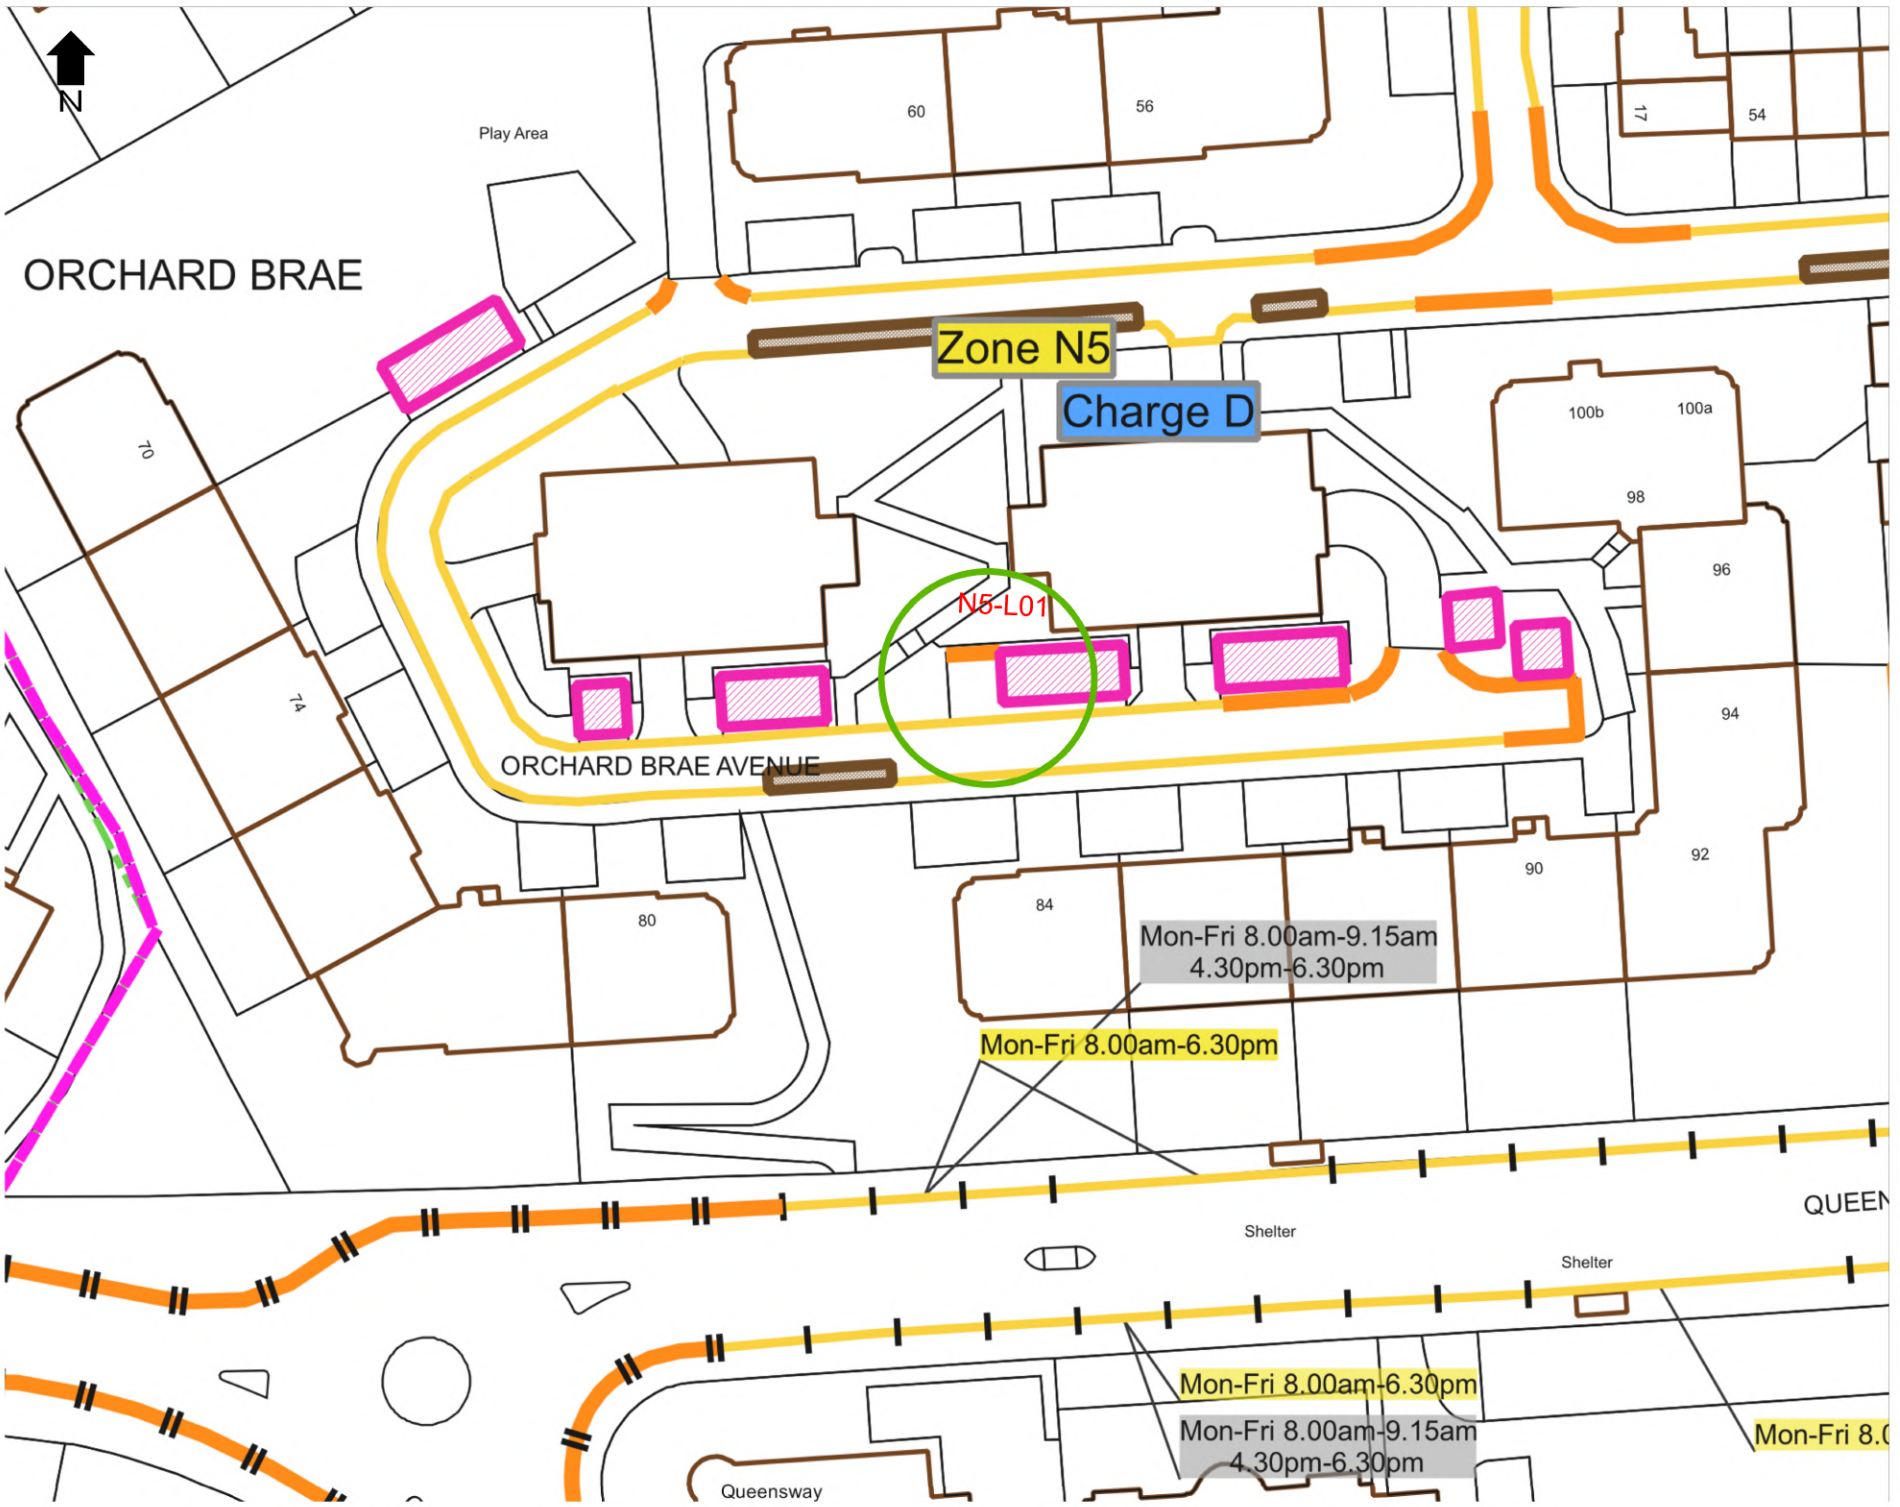 N
60
56
17
54
Play Area
ORCHARD BRAE
Zone N5
Charge D
100b
100a
70
98
96
N5-L01
74
94
ORCHARD BRAE AVENUE
92
90
84
80
Mon-Fri 8.00am-9.15am
4.30pm-6.30pm
Mon-Fri 8.00am-6.30pm
QUEEN
Shelter
Shelter
Mon-Fri 8.00am-6.30pm
Mon-Fri 8.00am-9.15am
4.30pm-6.30pm
Mon-Fri 8.0
Queensway